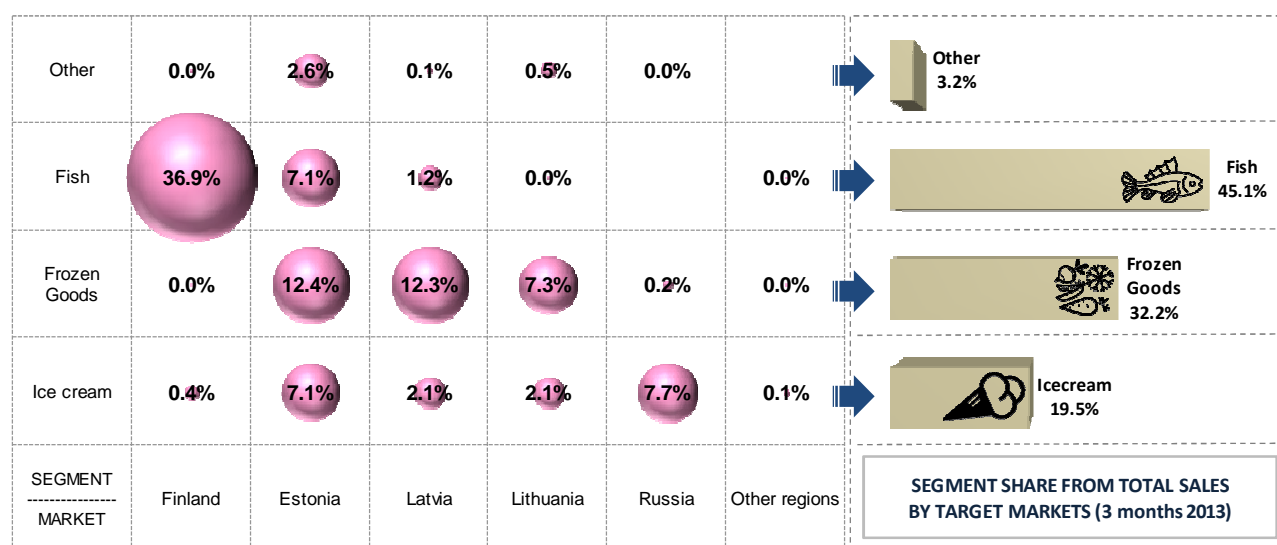 Other
0.0%
2.6%
0.1%
0.5%
0.0%
Other
3.2%
Fish
36.9%
7.1%
1.2%
0.0%
0.0%
Fish
45.1%
Frozen
Goods
0.0%
12.4%
12.3%
7.3%
0.2%
0.0%
Frozen
Goods
32.2%
Ice cream
0.4%
7.1%
2.1%
2.1%
7.7%
0.1%
Icecream
19.5%
SEGMENT
----------------
MARKET
Finland
Estonia
Latvia
Lithuania
Russia
Other regions
SEGMENT SHARE FROM TOTAL SALES
BY TARGET MARKETS (3 months 2013)